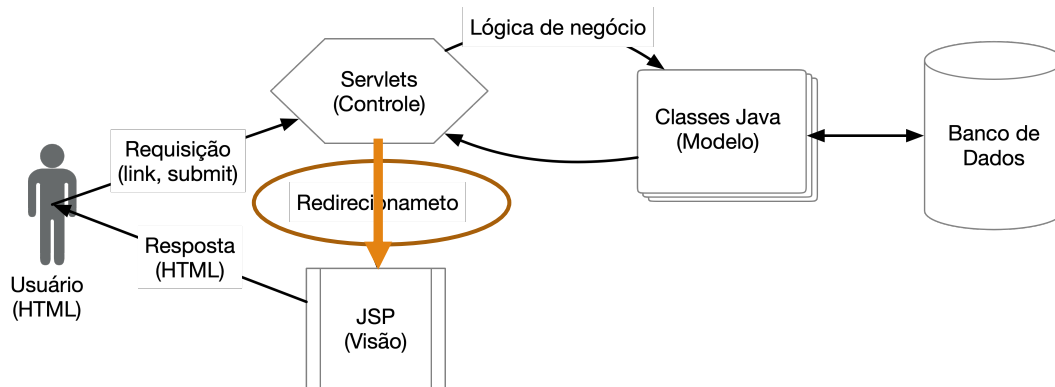 Lógica de negócio
Servlets
(Controle)
Classes Java
(Modelo)
Banco de
Dados
Requisição
(link, submit)
Redirecionameto
Resposta
(HTML)
Usuário
(HTML)
JSP
(Visão)